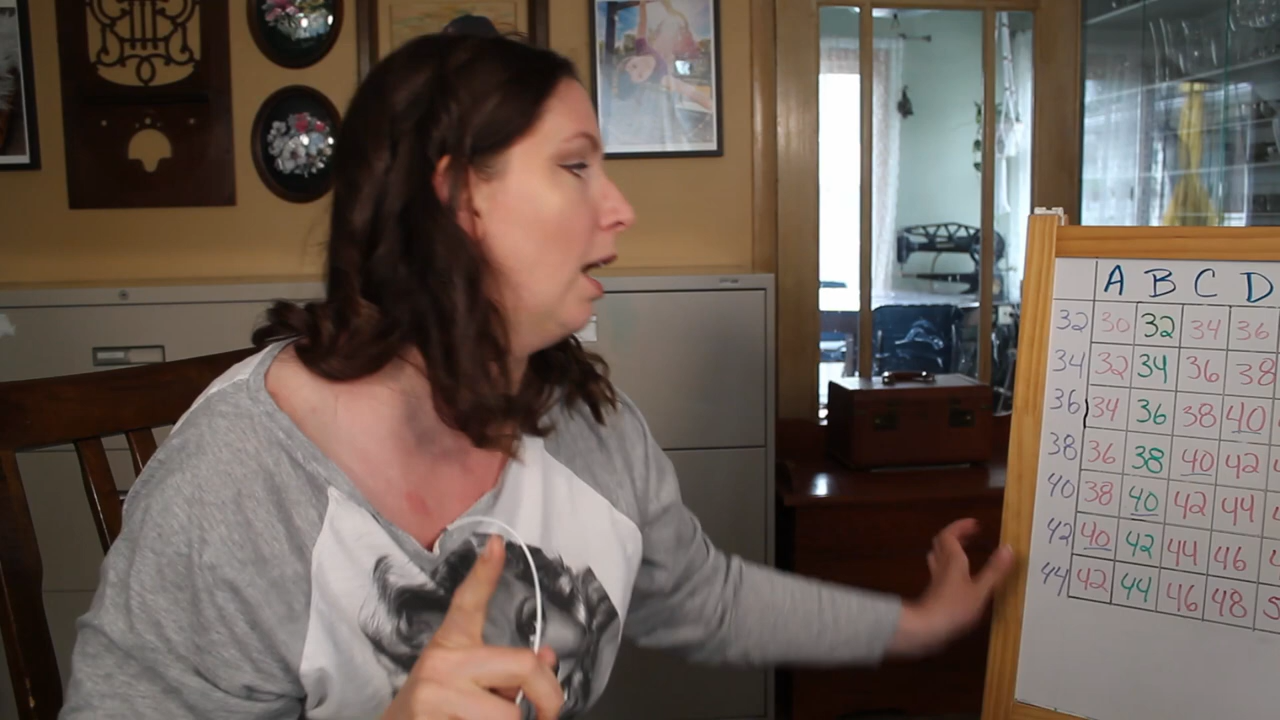 A B C D
32 30 32 34 36
34 32 34 36 38
36 34 36 38 40
38 36 38 40 42
40 38 40 42 44
42 40 42 44 46
44 42 44 46 48